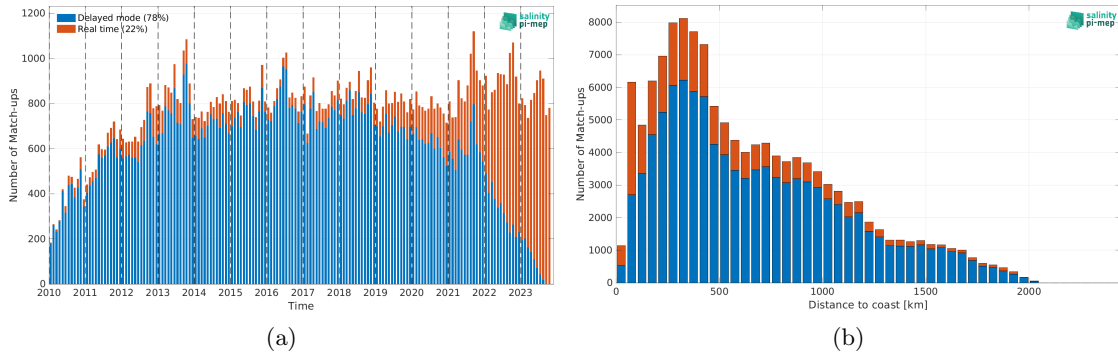 Delayed mode (78%)
Real time (22%)
salinity
pi-mep
Number of Match-ups
1200
1000
800
600
400
200
0
2010 2011 2012 2013 2014 2015 2016 2017 2018 2019 2020 2021 2022 2023
Time
(a)
salinity
pi-mep
Number of Match-ups
8000
7000
6000
5000
4000
3000
2000
1000
0
0 500 1000 1500 2000
Distance to coast [km]
(b)